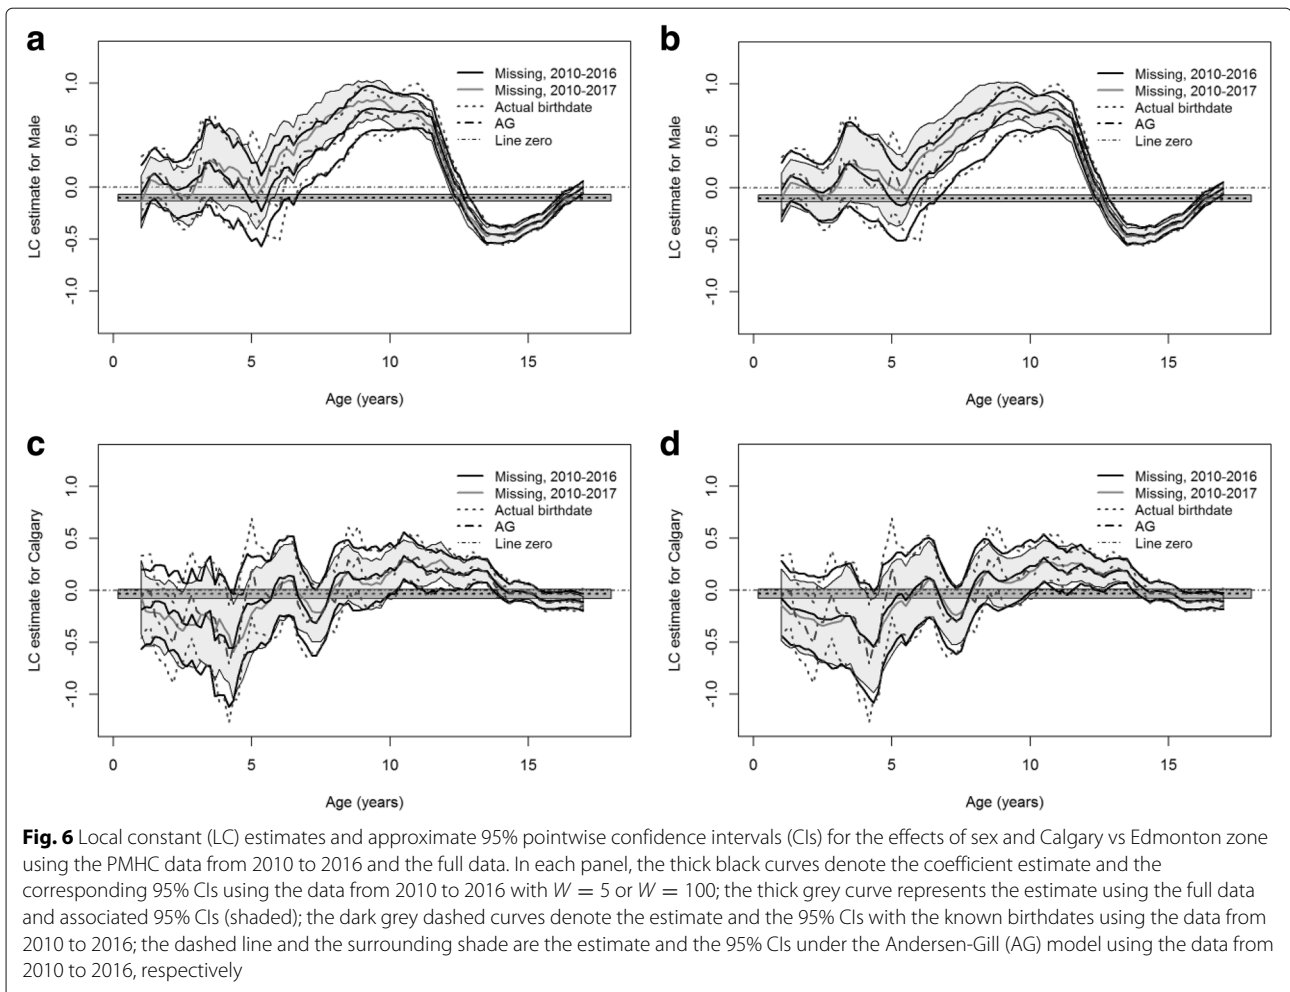 a
1.0
0.5
0.0
-0.5
-1.0
LC estimate for Male
Missing, 2010-2016
Missing, 2010-2017
Actual birthdate
AG
Line zero
0 5 10 15
Age (years)
b
1.0
0.5
0.0
-0.5
-1.0
LC estimate for Male
Missing, 2010-2016
Missing, 2010-2017
Actual birthdate
AG
Line zero
0 5 10 15
Age (years)
c
1.0
0.5
0.0
-0.5
-1.0
LC estimate for Calgary
Missing, 2010-2016
Missing, 2010-2017
Actual birthdate
AG
Line zero
0 5 10 15
Age (years)
d
1.0
0.5
0.0
-0.5
-1.0
LC estimate for Calgary
Missing, 2010-2016
Missing, 2010-2017
Actual birthdate
AG
Line zero
0 5 10 15
Age (years)
Fig. 6 Local constant (LC) estimates and approximate 95% pointwise confidence intervals (CIs) for the effects of sex and Calgary vs Edmonton zone
using the PMHC data from 2010 to 2016 and the full data. In each panel, the thick black curves denote the coefficient estimate and the
corresponding 95% CIs using the data from 2010 to 2016 with W = 5 or W = 100; the thick grey curve represents the estimate using the full data
and associated 95% CIs (shaded); the dark grey dashed curves denote the estimate and the 95% CIs with the known birthdates using the data from
2010 to 2016; the dashed line and the surrounding shade are the estimate and the 95% CIs under the Andersen-Gill (AG) model using the data from
2010 to 2016, respectively